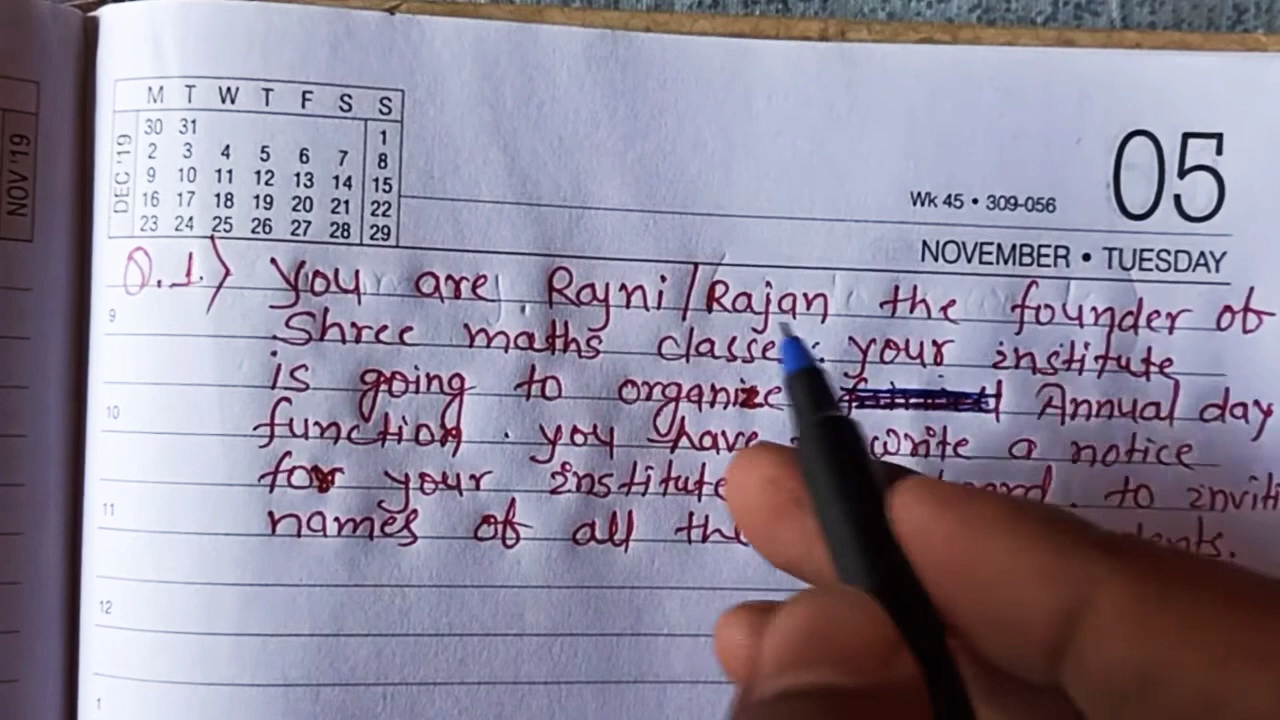 M T W T F S S
DEC '19
30 31 1
2 3 4 5 6 7 8
9 10 11 12 13 14 15
16 17 18 19 20 21 22
23 24 25 26 27 28 29
NOV '19
Wk 45 • 309-056
05
NOVEMBER • TUESDAY
Q.1.) you are Rajni/Rajan the founder of
9
Shree maths classe your institute
is going to organize Annual day
10
function. you have write a notice
for your institute to invit
11
names of all
12
1